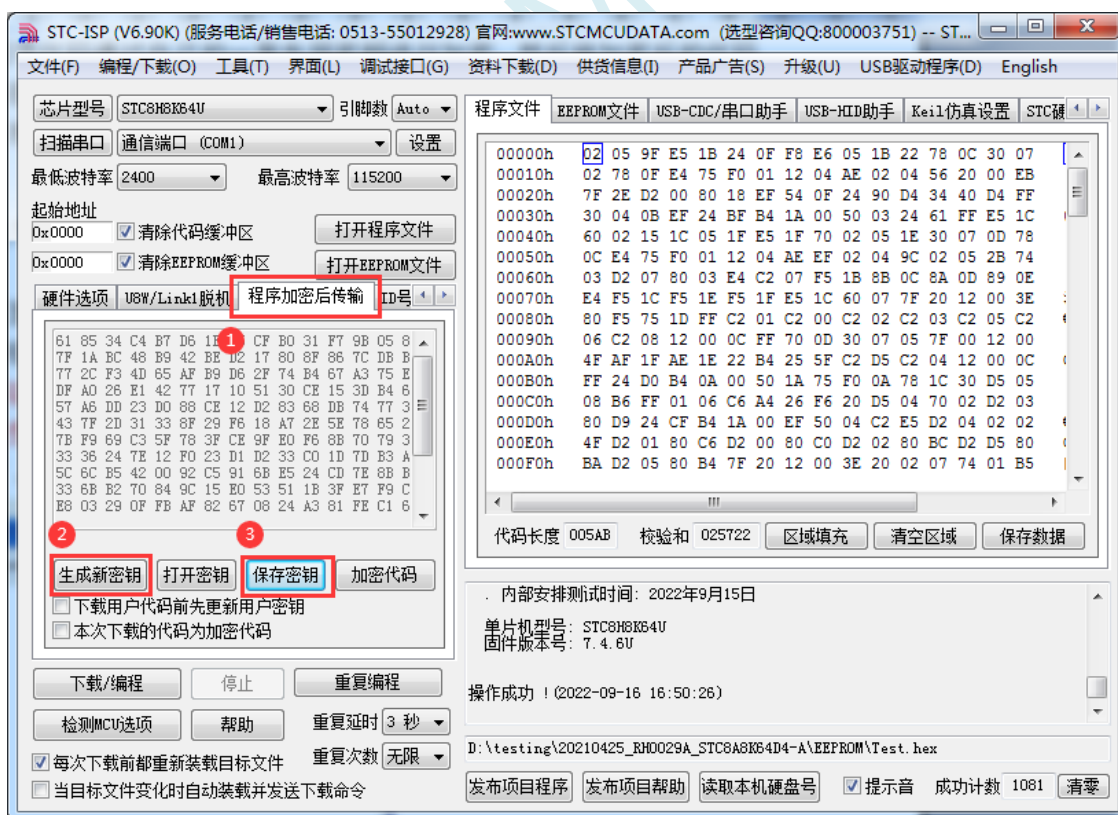 STC-ISP (V6.90K) (服务电话/销售电话: 0513-55012928) 官网:www.STCMCUDATA.com (选型咨询QQ:800003751) -- ST...
文件(F) 编程/下载(O) 工具(T) 界面(L) 调试接口(G) 资料下载(D) 供货信息(I) 产品广告(S) 升级(U) USB驱动程序(D) English
芯片型号 STC8H8K64U 引脚数 Auto
扫描串口 通信端口 (COM1) 设置
最低波特率 2400 最高波特率 115200
起始地址
0x0000 清除代码缓冲区 打开程序文件
0x0000 清除EEPROM缓冲区 打开EEPROM文件
硬件选项 U8W/Link1脱机 程序加密后传输 ID号
1
61 85 34 C4 B7 D6 CF B0 31 F7 9B 05 8
7F 1A BC 48 B9 42 BE D2 17 80 8F 86 7C DB B
77 2C F3 4D 65 AF B9 D6 2F 74 B4 67 A3 75 E
DF A0 26 E1 42 77 17 10 51 30 CE 15 3D B4 6
57 A6 DD 23 D0 88 CE 12 D2 83 68 DB 74 77 3
43 7F 2D 31 33 8F 29 F6 18 A7 2E 5E 78 65 2
7B F9 69 C3 5F 78 3F CE 9F E0 F6 8B 70 79 3
33 36 24 7E 12 F0 23 D1 D2 33 C0 1D 7D B3 A
5C 6C B5 42 00 92 C5 91 6B E5 24 CD 7E 8B B
33 6B B2 70 84 9C 15 E0 53 51 1B 3F E7 F9 C
E8 03 29 0F FB AF 82 67 08 24 A3 81 FE C1 6
2 3
生成新密钥 打开密钥 保存密钥 加密代码
下载用户代码前先更新用户密钥
本次下载的代码为加密代码
下载/编程 停止 重复编程
检测MCU选项 帮助 重复延时 3 秒
每次下载前都重新装载目标文件 重复次数 无限
当目标文件变化时自动装载并发送下载命令
程序文件 EEPROM文件 USB-CDC/串口助手 USB-HID助手 Keil仿真设置 STC硬
00000h 02 05 9F E5 1B 24 0F F8 E6 05 1B 22 78 0C 30 07
00010h 02 78 0F E4 75 F0 01 12 04 AE 02 04 56 20 00 EB
00020h 7F 2E D2 00 80 18 EF 54 0F 24 90 D4 34 40 D4 FF
00030h 30 04 0B EF 24 BF B4 1A 00 50 03 24 61 FF E5 1C
00040h 60 02 15 1C 05 1F E5 1F 70 02 05 1E 30 07 0D 78
00050h 0C E4 75 F0 01 12 04 AE EF 02 04 9C 02 05 2B 74
00060h 03 D2 07 80 03 E4 C2 07 F5 1B 8B 0C 8A 0D 89 0E
00070h E4 F5 1C F5 1E F5 1F E5 1C 60 07 7F 20 12 00 3E
00080h 80 F5 75 1D FF C2 01 C2 00 C2 02 C2 03 C2 05 C2
00090h 06 C2 08 12 00 0C FF 70 0D 30 07 05 7F 00 12 00
000A0h 4F AF 1F AE 1E 22 B4 25 5F C2 D5 C2 04 12 00 0C
000B0h FF 24 D0 B4 0A 00 50 1A 75 F0 0A 78 1C 30 D5 05
000C0h 08 B6 FF 01 06 C6 A4 26 F6 20 D5 04 70 02 D2 03
000D0h 80 D9 24 CF B4 1A 00 EF 50 04 C2 E5 D2 04 02 02
000E0h 4F D2 01 80 C6 D2 00 80 C0 D2 02 80 BC D2 D5 80
000F0h BA D2 05 80 B4 7F 20 12 00 3E 20 02 07 74 01 B5
代码长度 005AB 校验和 025722 区域填充 清空区域 保存数据
. 内部安排测试时间: 2022年9月15日
单片机型号: STC8H8K64U
固件版本号: 7.4.6U
操作成功 !(2022-09-16 16:50:26)
D:\testing\20210425_RH0029A_STC8A8K64D4-A\EEPROM\Test.hex
发布项目程序 发布项目帮助 读取本机硬盘号 提示音 成功计数 1081 清零